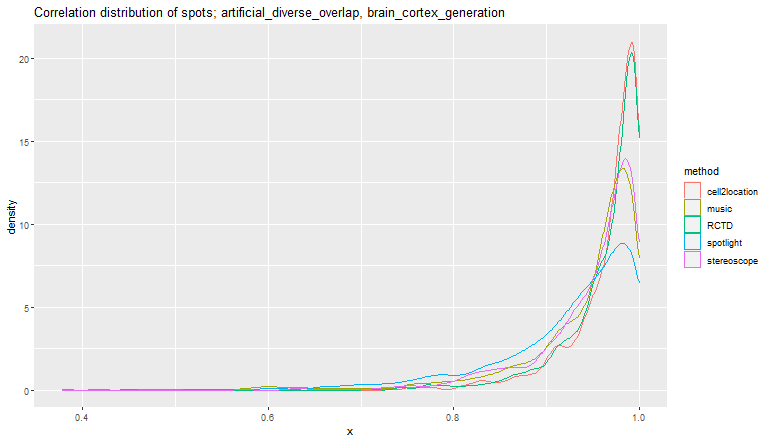 Correlation distribution of spots; artificial_diverse_overlap, brain_cortex_generation
20
15
10
5
0
density
0.4
0.6
0.8
1.0
x
method
cell2location
music
RCTD
spotlight
stereoscope